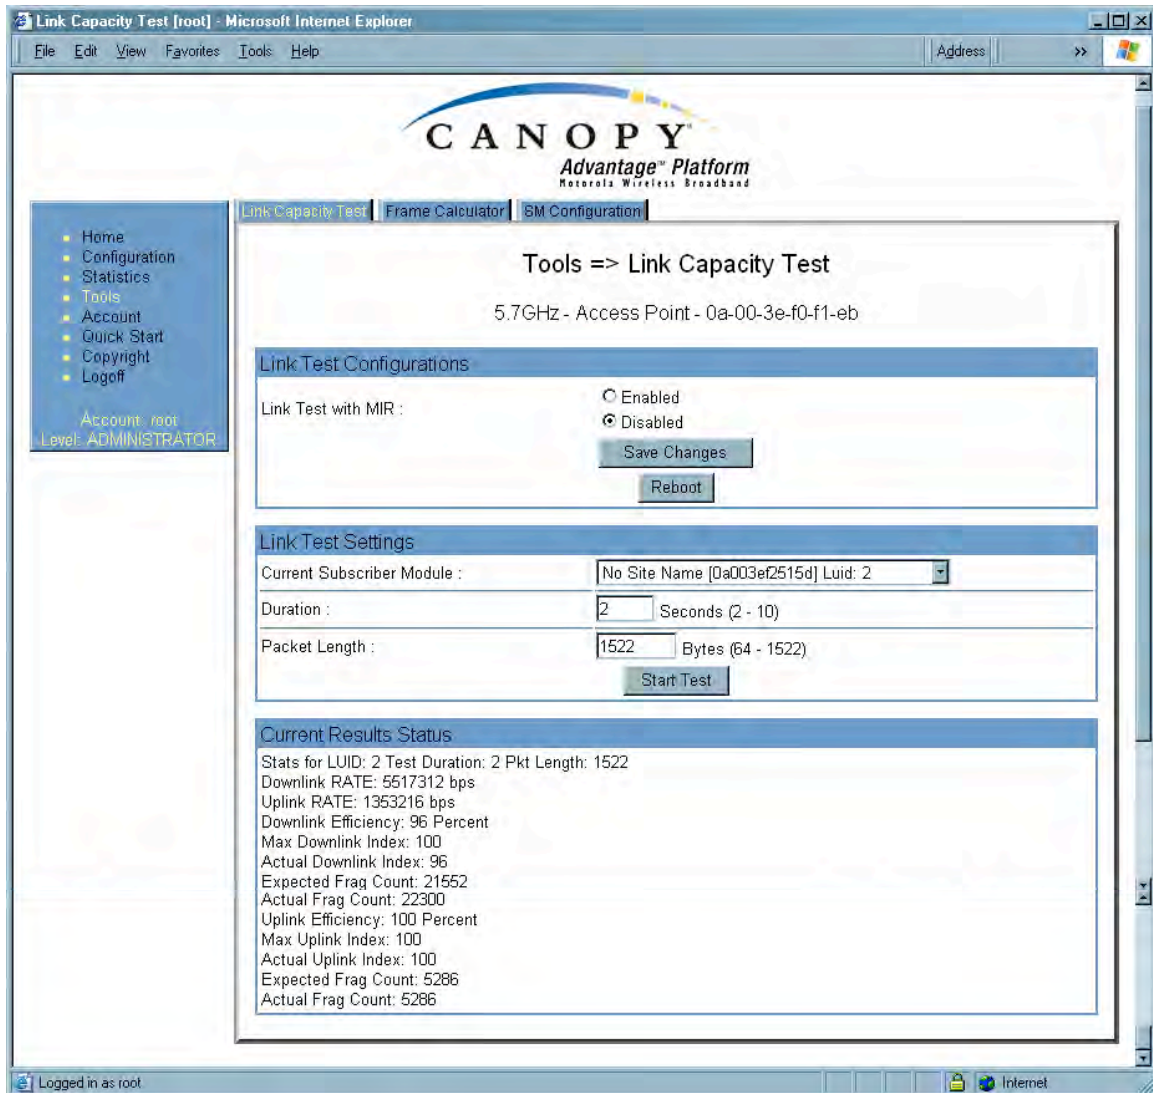 Link Capacity Test [root] - Microsoft Internet Explorer
File Edit View Favorites Tools Help Address »
CANOPY
Advantage™ Platform
Motorola Wireless Broadband
Link Capacity Test Frame Calculator SM Configuration
Home
Configuration
Statistics
Tools
Account
Quick Start
Copyright
Logoff
Account: root
Level: ADMINISTRATOR
Tools => Link Capacity Test
5.7GHz - Access Point - 0a-00-3e-f0-f1-eb
Link Test Configurations
Link Test with MIR :
Enabled
Disabled
Save Changes
Reboot
Link Test Settings
Current Subscriber Module : No Site Name [0a003ef2515d] Luid: 2
Duration : 2 Seconds (2 - 10)
Packet Length : 1522 Bytes (64 - 1522)
Start Test
Current Results Status
Stats for LUID: 2 Test Duration: 2 Pkt Length: 1522
Downlink RATE: 5517312 bps
Uplink RATE: 1353216 bps
Downlink Efficiency: 96 Percent
Max Downlink Index: 100
Actual Downlink Index: 96
Expected Frag Count: 21552
Actual Frag Count: 22300
Uplink Efficiency: 100 Percent
Max Uplink Index: 100
Actual Uplink Index: 100
Expected Frag Count: 5286
Actual Frag Count: 5286
Logged in as root Internet